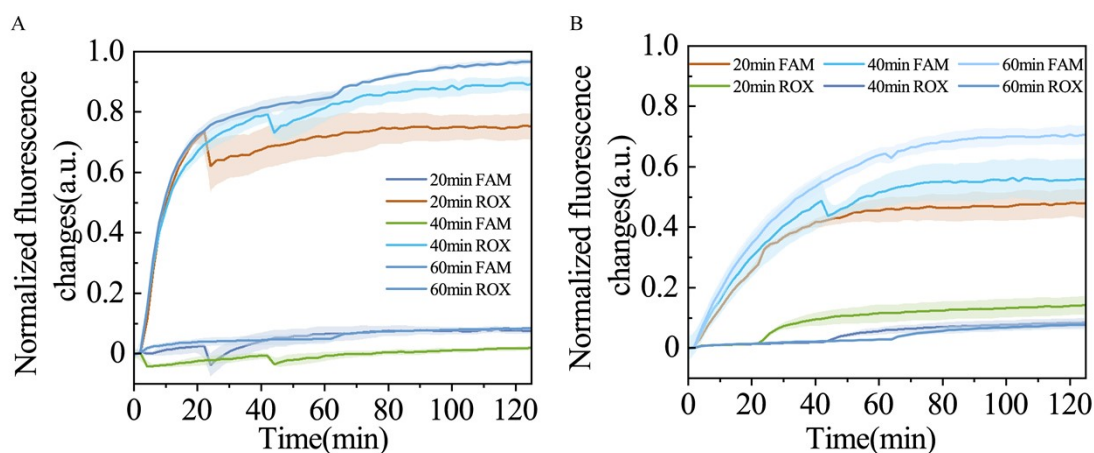 A
Normalized fluorescence
changes(a.u.)
1.0
0.8
0.6
0.4
0.2
0
20min FAM
20min ROX
40min FAM
40min ROX
60min FAM
60min ROX
0 20 40 60 80 100 120
Time(min)
B
Normalized fluorescence
changes(a.u.)
1.0
0.8
0.6
0.4
0.2
0
20min FAM 40min FAM 60min FAM
20min ROX 40min ROX 60min ROX
0 20 40 60 80 100 120
Time(min)